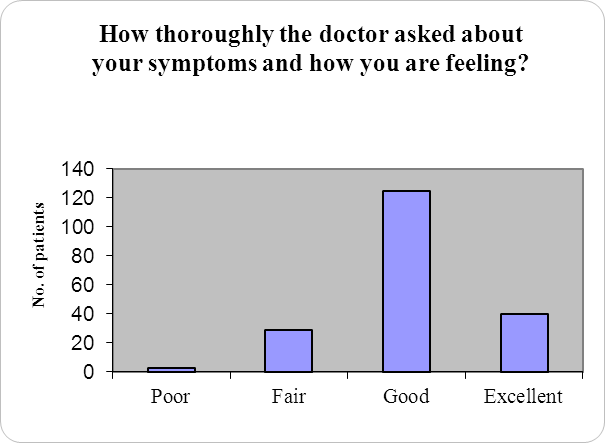 How thoroughly the doctor asked about
your symptoms and how you are feeling?
No. of patients
140
120
100
80
60
40
20
0
Poor Fair Good Excellent